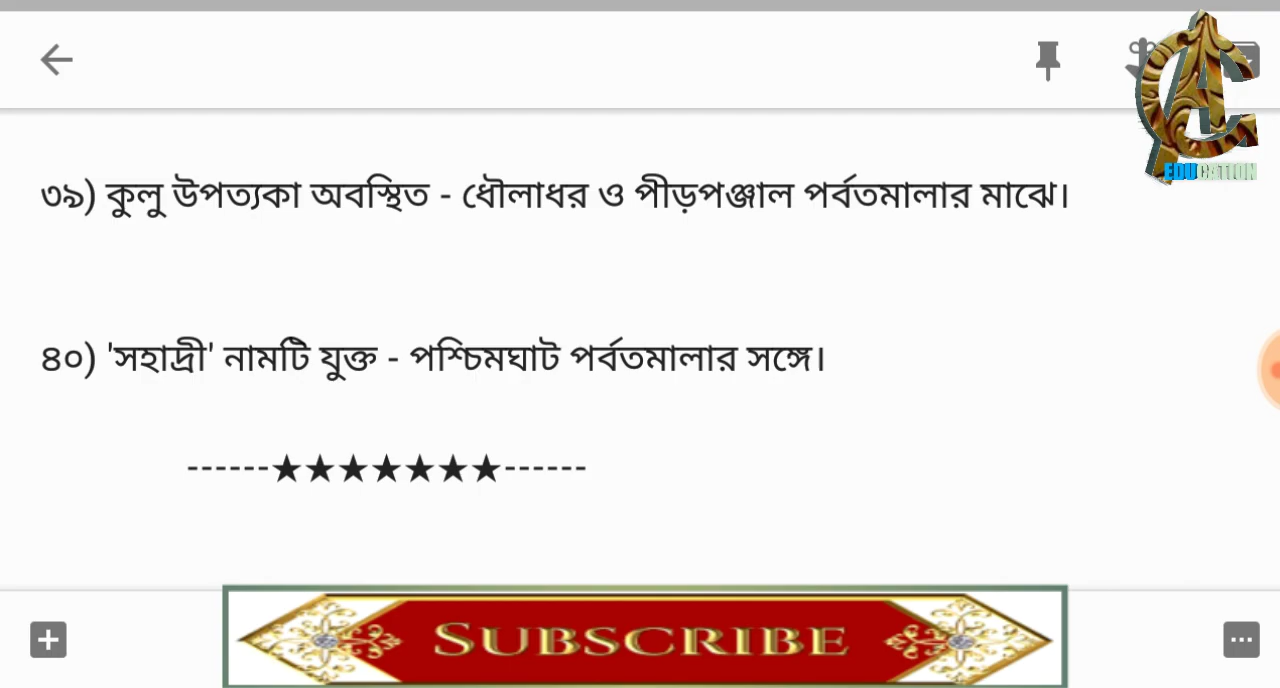 EDUCATION
৩৯) কুলু উপত্যকা অবস্থিত - ধৌলাধর ও পীড়পঞ্জাল পর্বতমালার মাঝে।
৪০) 'সহাদ্রী' নামটি যুক্ত - পশ্চিমঘাট পর্বতমালার সঙ্গে।
------★★★★★★★------
SUBSCRIBE